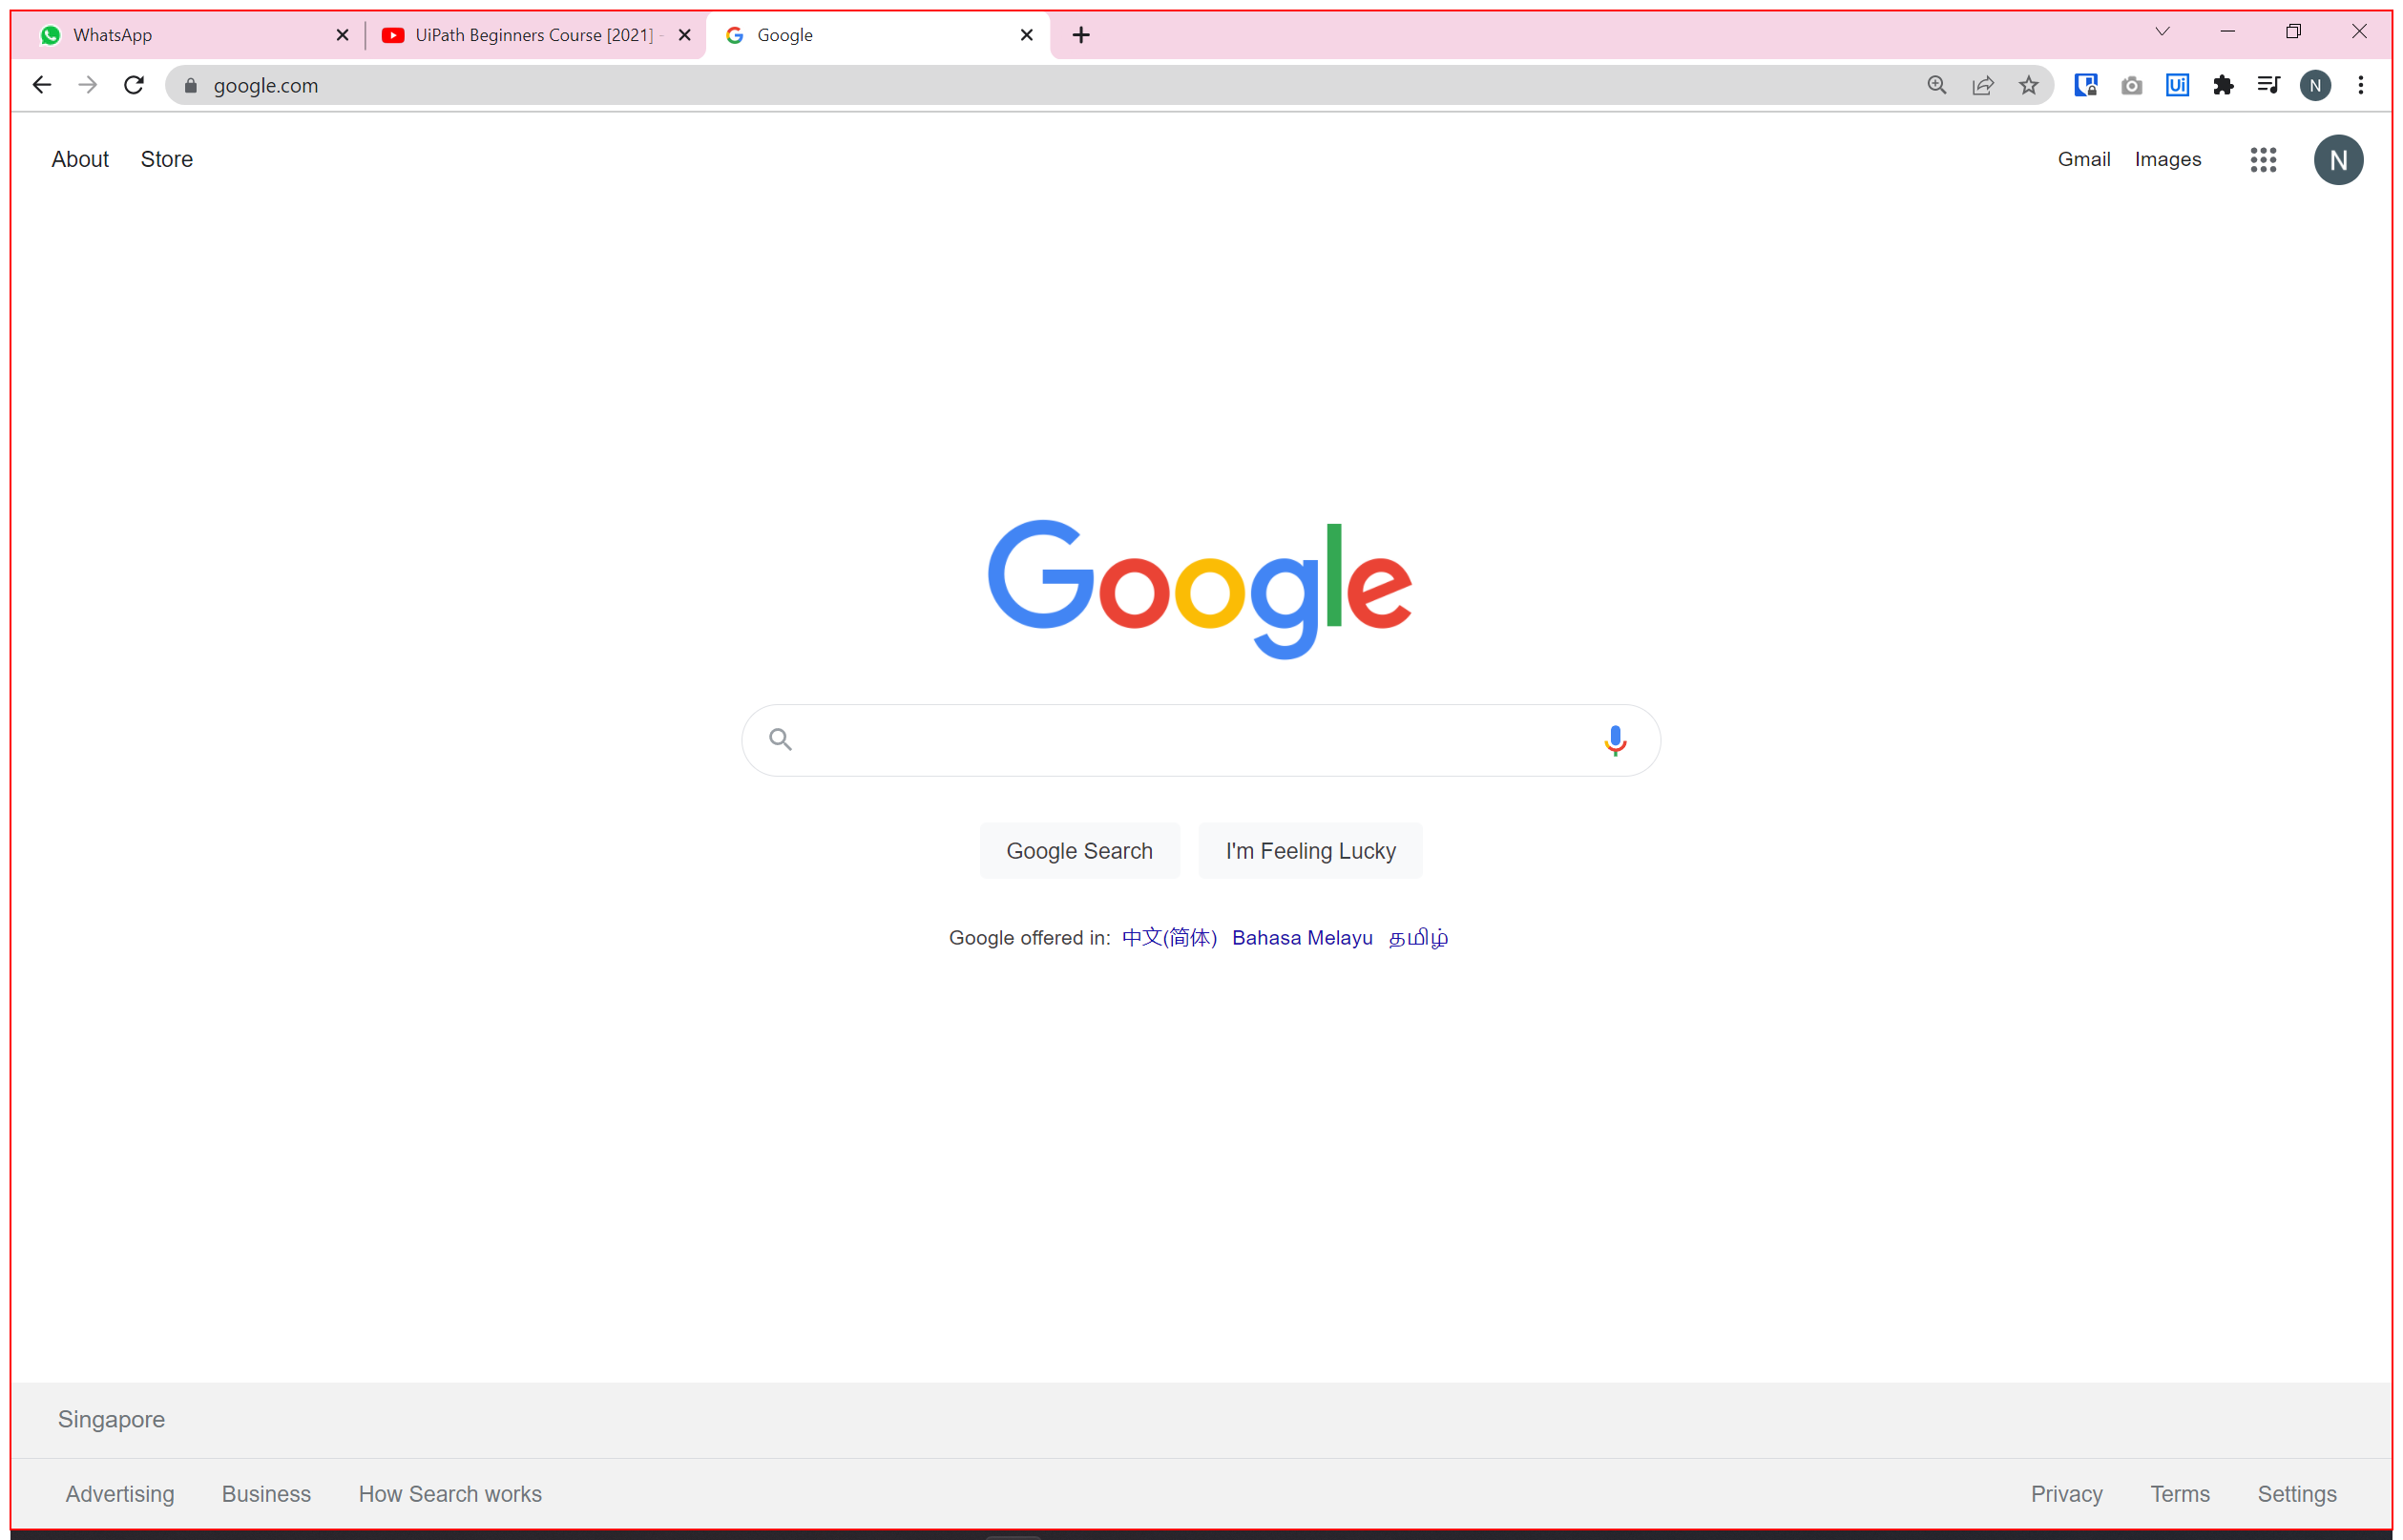 WhatsApp
UiPath Beginners Course [2021] -
Google
google.com
Ui
N
About Store
Gmail Images
N
Google
Google Search I'm Feeling Lucky
Google offered in: 中文(简体) Bahasa Melayu தமிழ்
Singapore
Advertising Business How Search works
Privacy Terms Settings